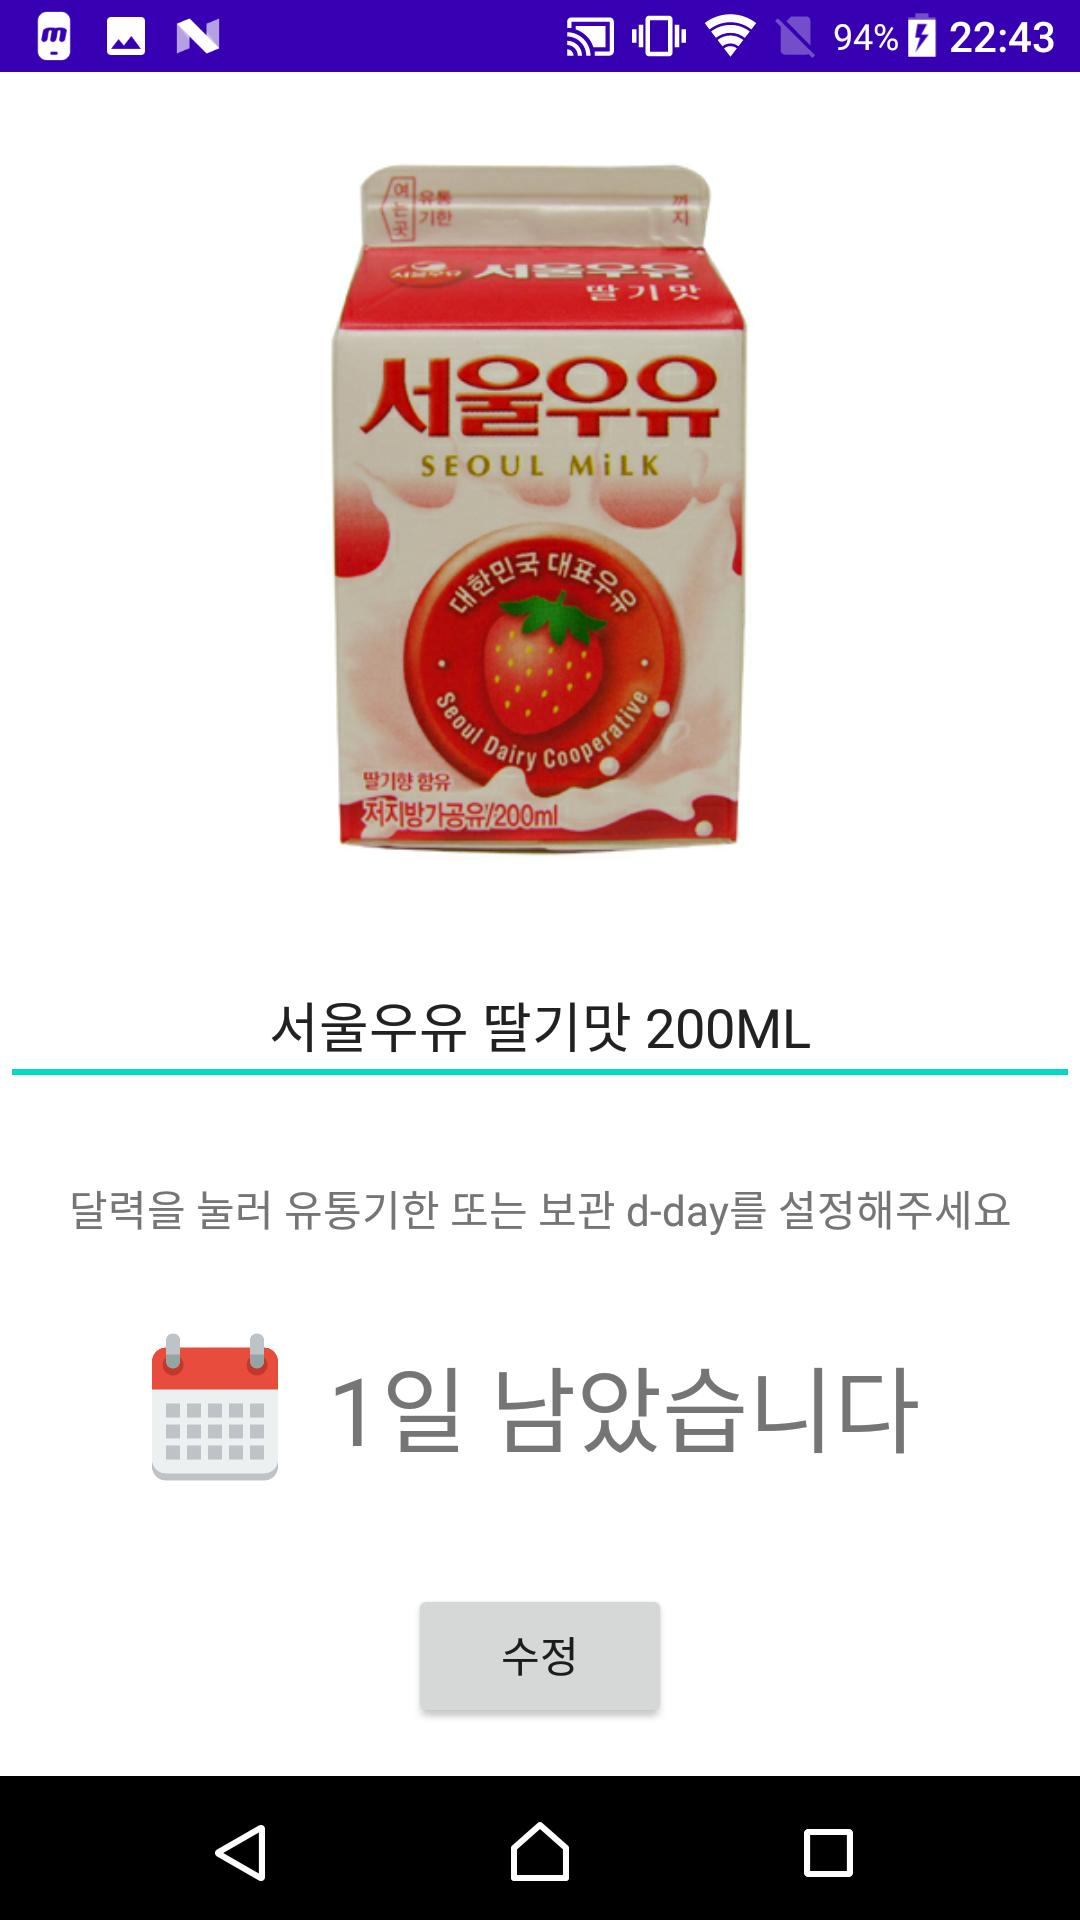 94% 22:43
여는곳 유통기한 까지
서울우유 서울우유
딸기맛
서울우유
SEOUL MiLK
대한민국 대표우유
Seoul Dairy Cooperative
딸기향 함유
저지방가공유/200ml
서울우유 딸기맛 200ML
달력을 눌러 유통기한 또는 보관 d-day를 설정해주세요
1일 남았습니다
수정